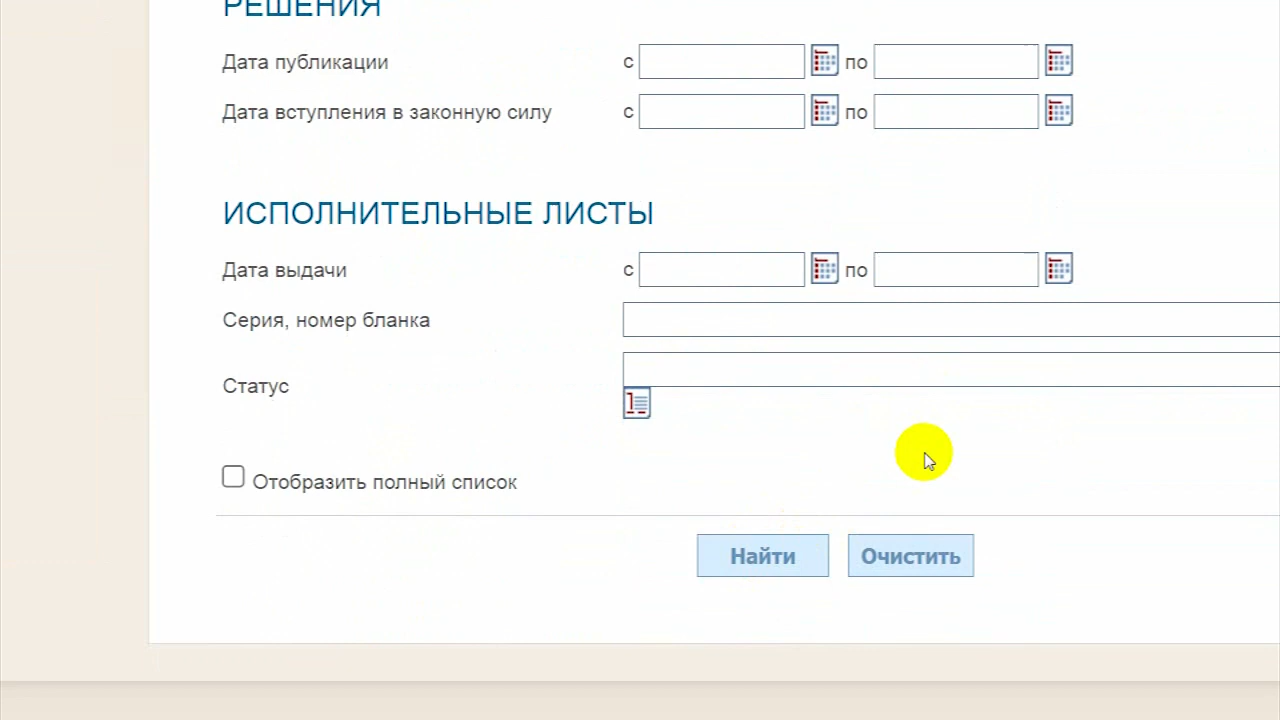 РЕШЕНИЯ
Дата публикации с по
Дата вступления в законную силу с по
ИСПОЛНИТЕЛЬНЫЕ ЛИСТЫ
Дата выдачи с по
Серия, номер бланка
Статус
Отобразить полный список
Найти Очистить